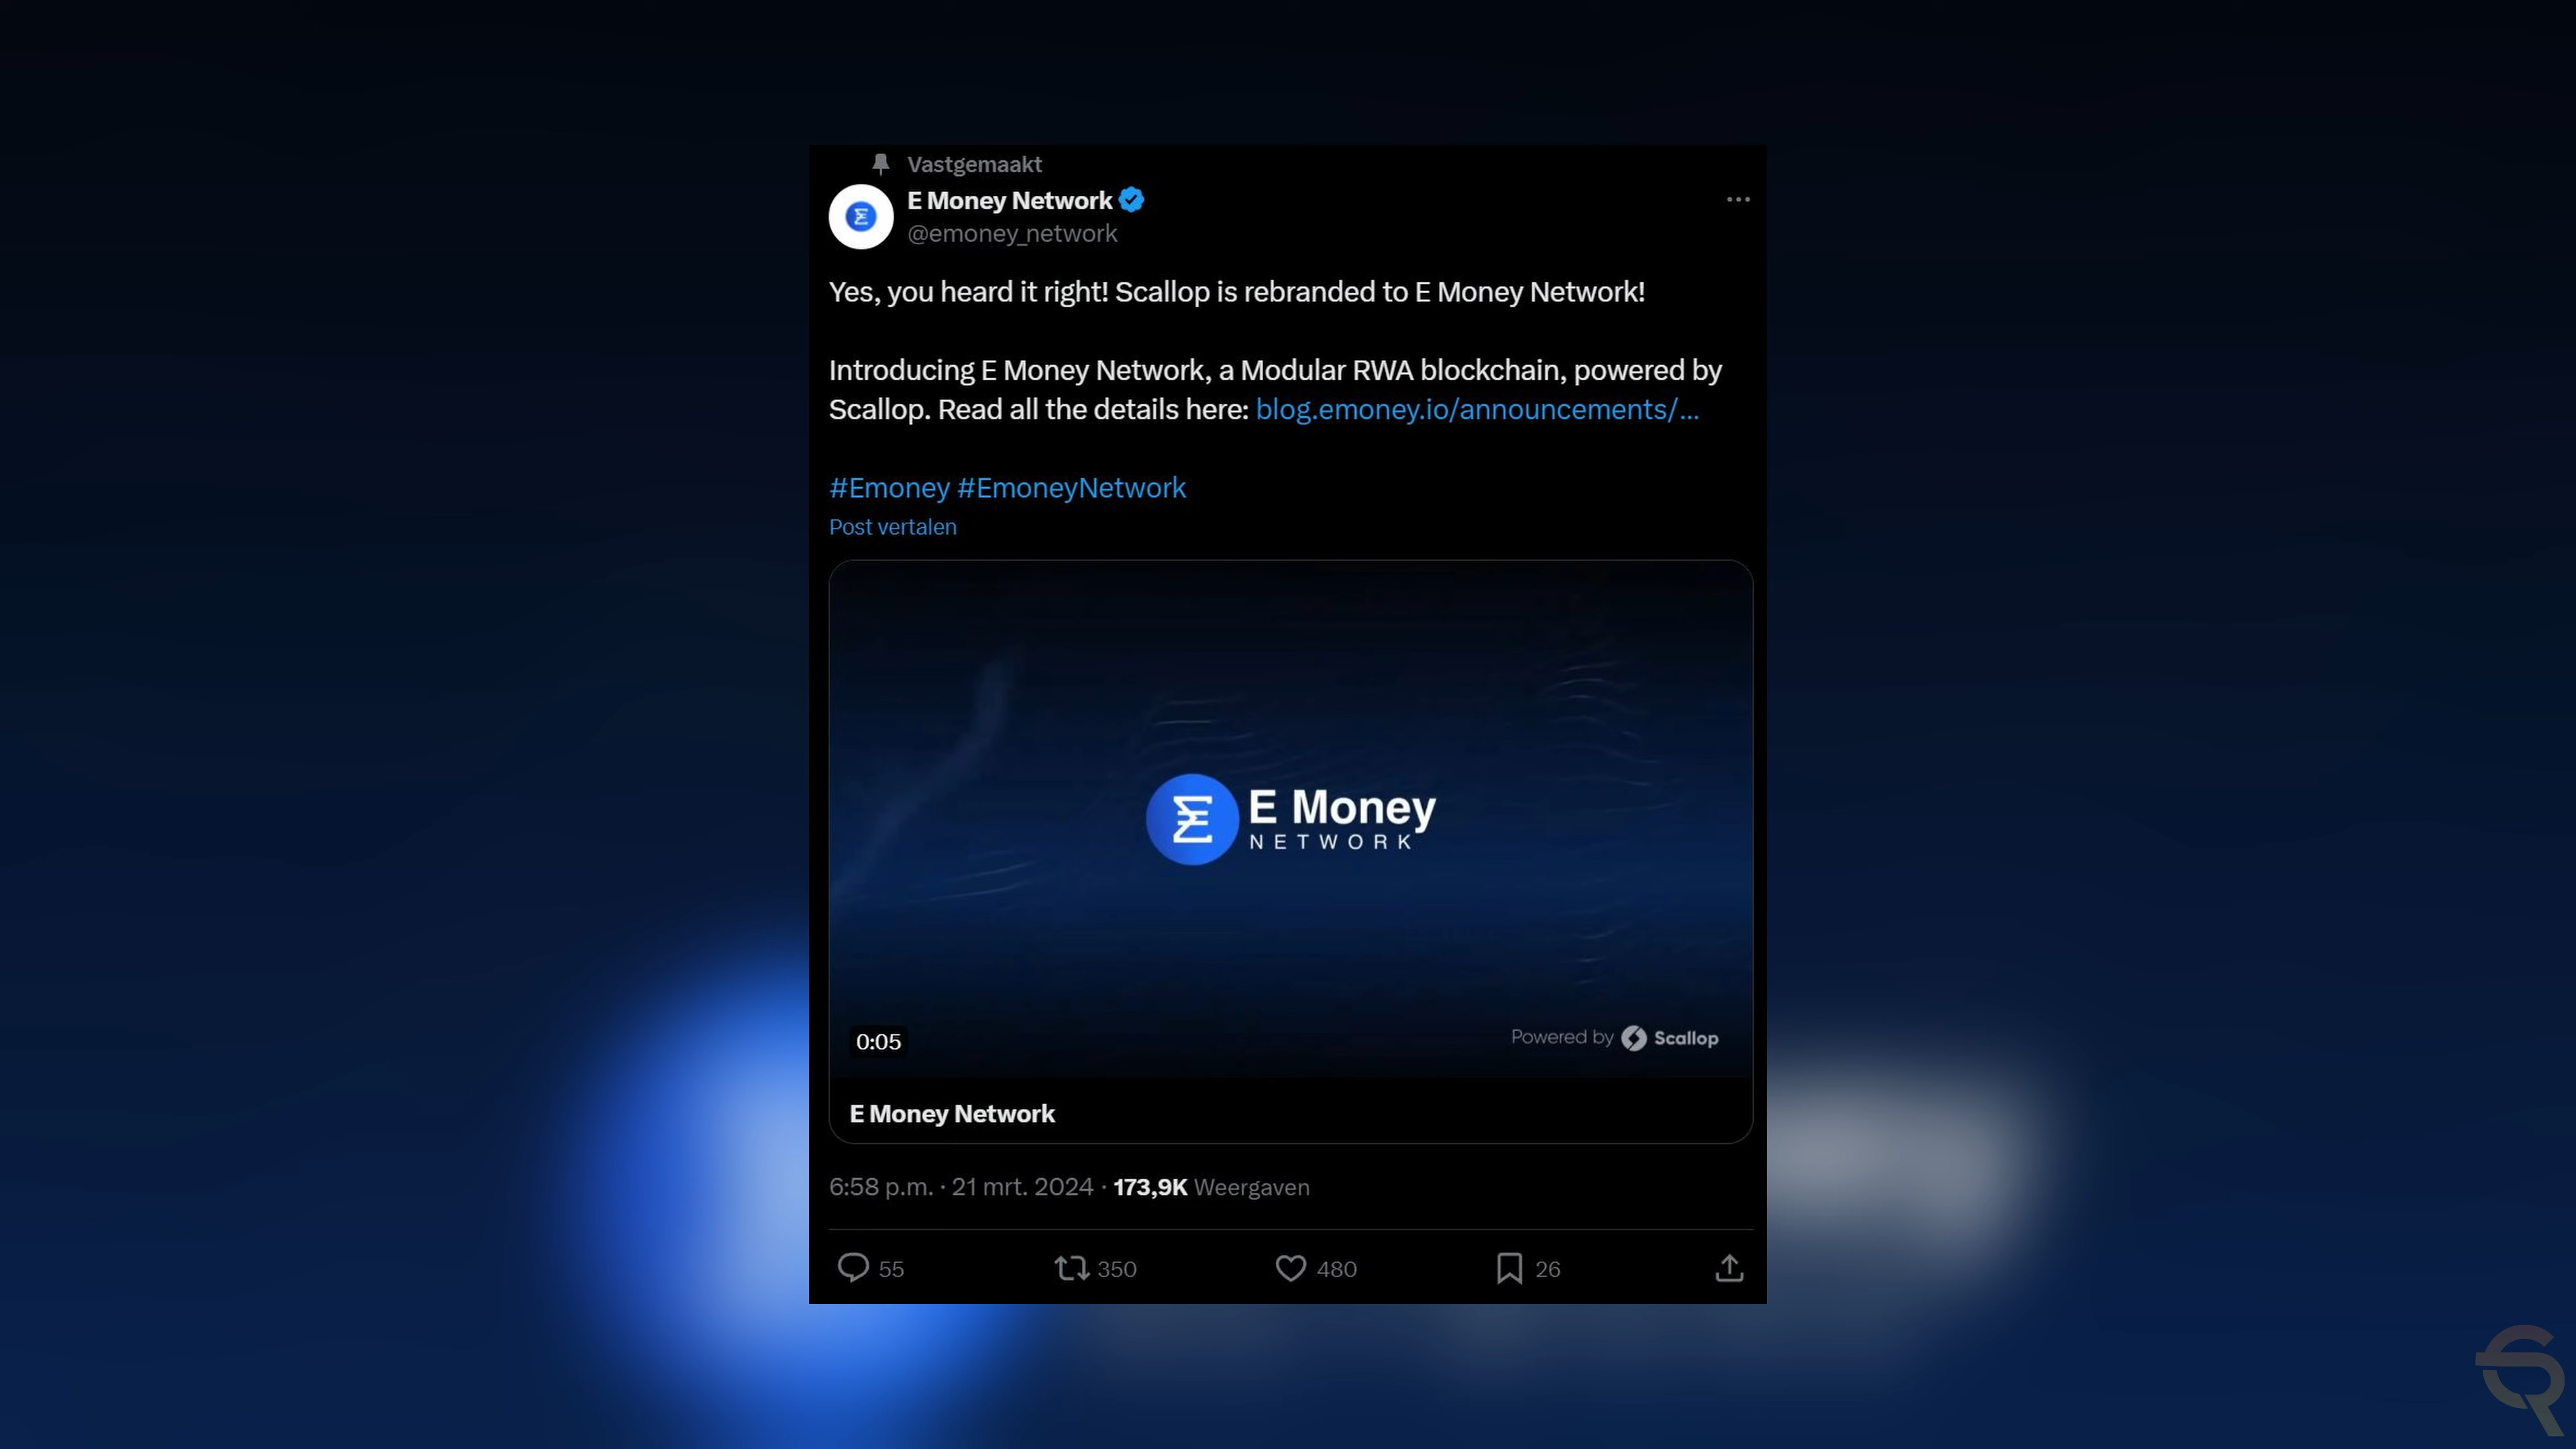 Vastgemaakt
E Money Network
@emoney_network
Yes, you heard it right! Scallop is rebranded to E Money Network!
Introducing E Money Network, a Modular RWA blockchain, powered by
Scallop. Read all the details here: blog.emoney.io/announcements/...
#Emoney #EmoneyNetwork
Post vertalen
E Money
NETWORK
0:05
Powered by Scallop
E Money Network
6:58 p.m. · 21 mrt. 2024 · 173,9K Weergaven
55 350 480 26